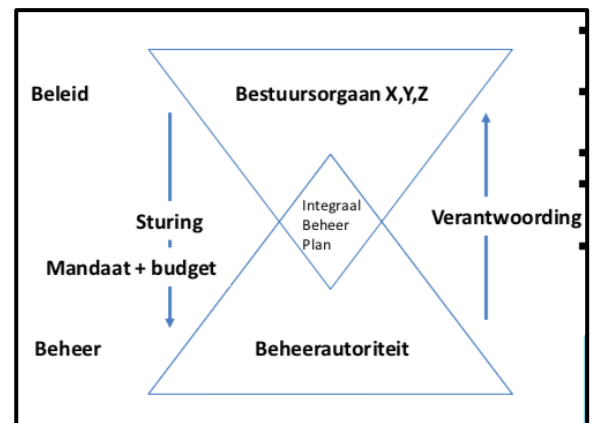 Beleid
Bestuursorgaan X,Y,Z
Integraal
Beheer
Plan
Sturing
Verantwoording
Mandaat + budget
Beheer
Beheerautoriteit